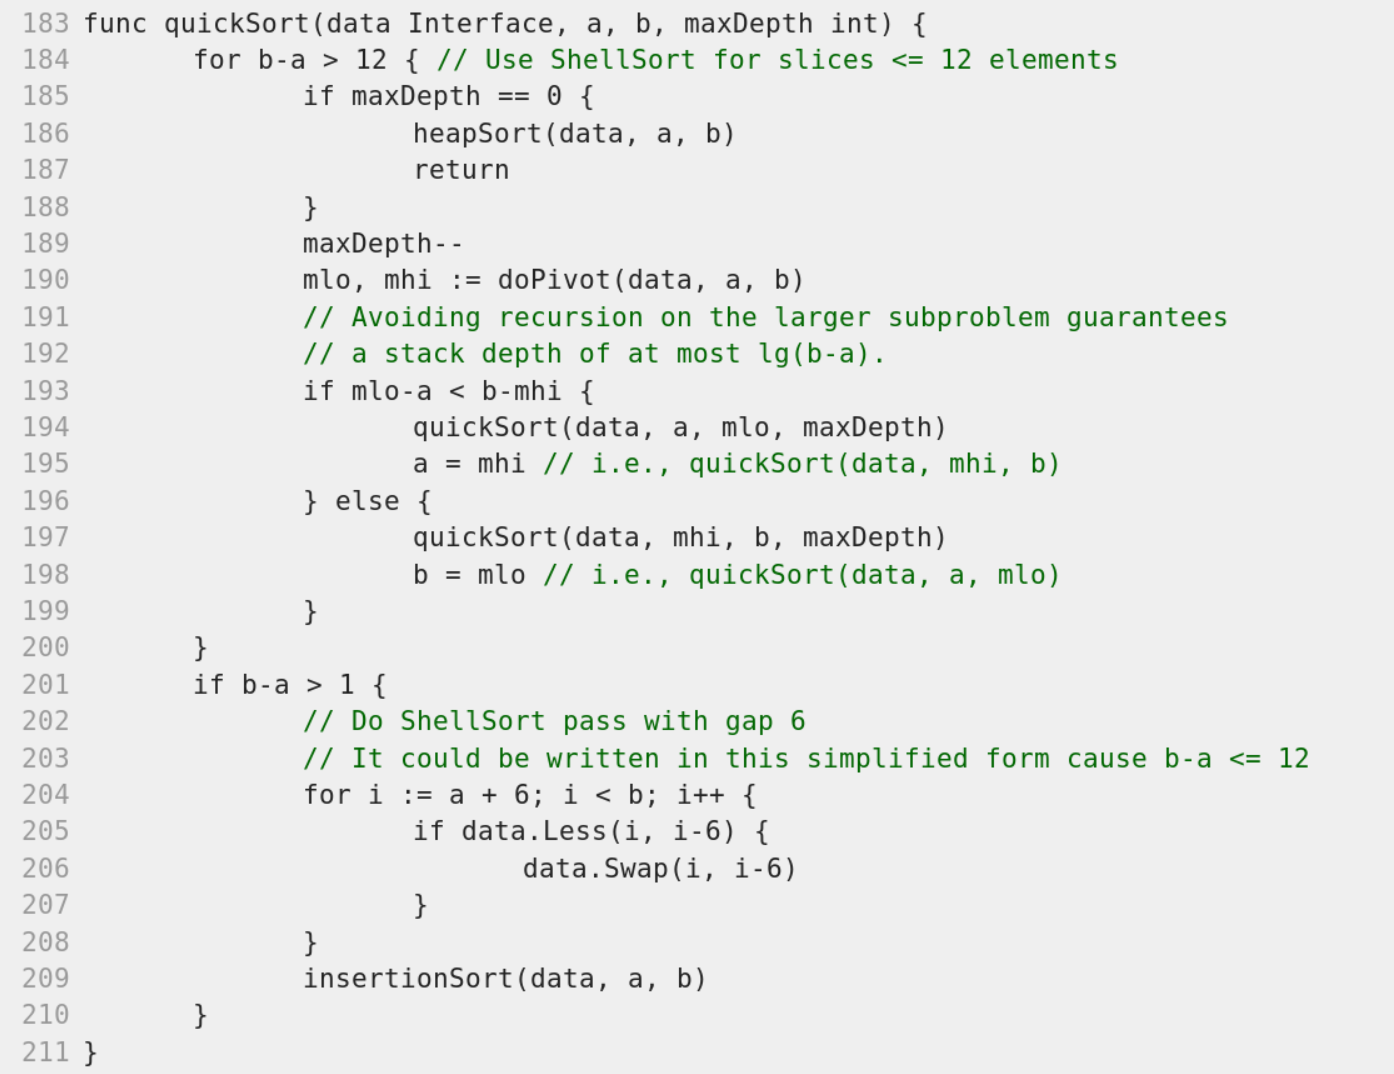 183 func quickSort(data Interface, a, b, maxDepth int) {
184 	for b-a > 12 { // Use ShellSort for slices <= 12 elements
185 		if maxDepth == 0 {
186 			heapSort(data, a, b)
187 			return
188 		}
189 		maxDepth--
190 		mlo, mhi := doPivot(data, a, b)
191 		// Avoiding recursion on the larger subproblem guarantees
192 		// a stack depth of at most lg(b-a).
193 		if mlo-a < b-mhi {
194 			quickSort(data, a, mlo, maxDepth)
195 			a = mhi // i.e., quickSort(data, mhi, b)
196 		} else {
197 			quickSort(data, mhi, b, maxDepth)
198 			b = mlo // i.e., quickSort(data, a, mlo)
199 		}
200 	}
201 	if b-a > 1 {
202 		// Do ShellSort pass with gap 6
203 		// It could be written in this simplified form cause b-a <= 12
204 		for i := a + 6; i < b; i++ {
205 			if data.Less(i, i-6) {
206 				data.Swap(i, i-6)
207 			}
208 		}
209 		insertionSort(data, a, b)
210 	}
211 }